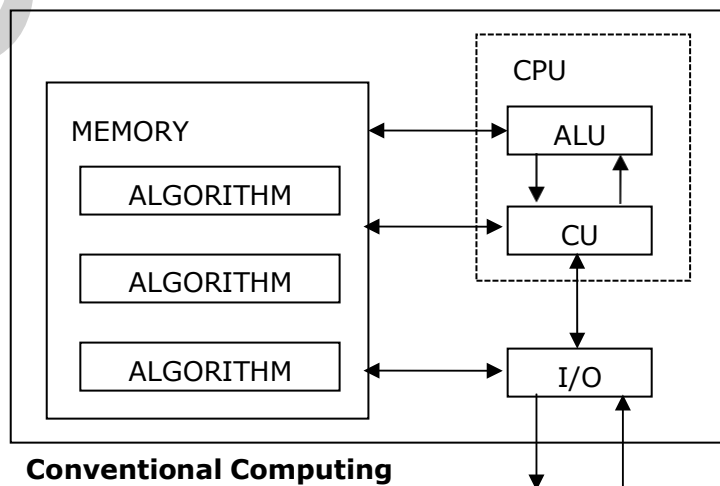 CPU
MEMORY
ALU
ALGORITHM
CU
ALGORITHM
ALGORITHM
I/O
Conventional Computing